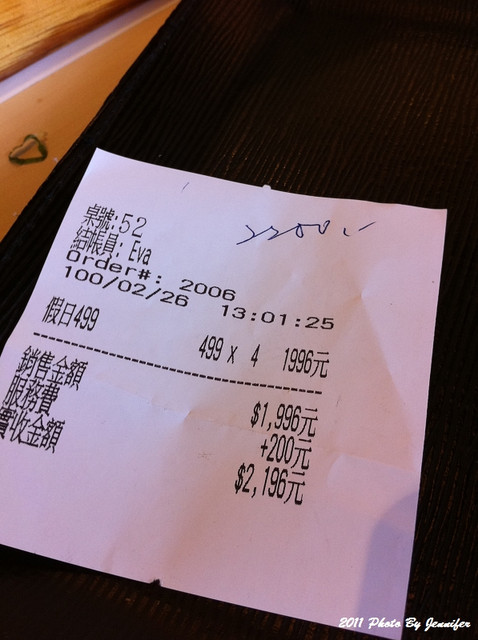 桌號:52
結帳員: Eva
Order#: 2006
100/02/26 13:01:25
假日499
499 x 4 1996元
銷售金額 $1,996元
服務費 +200元
實收金額 $2,196元
2011 Photo By Jennifer